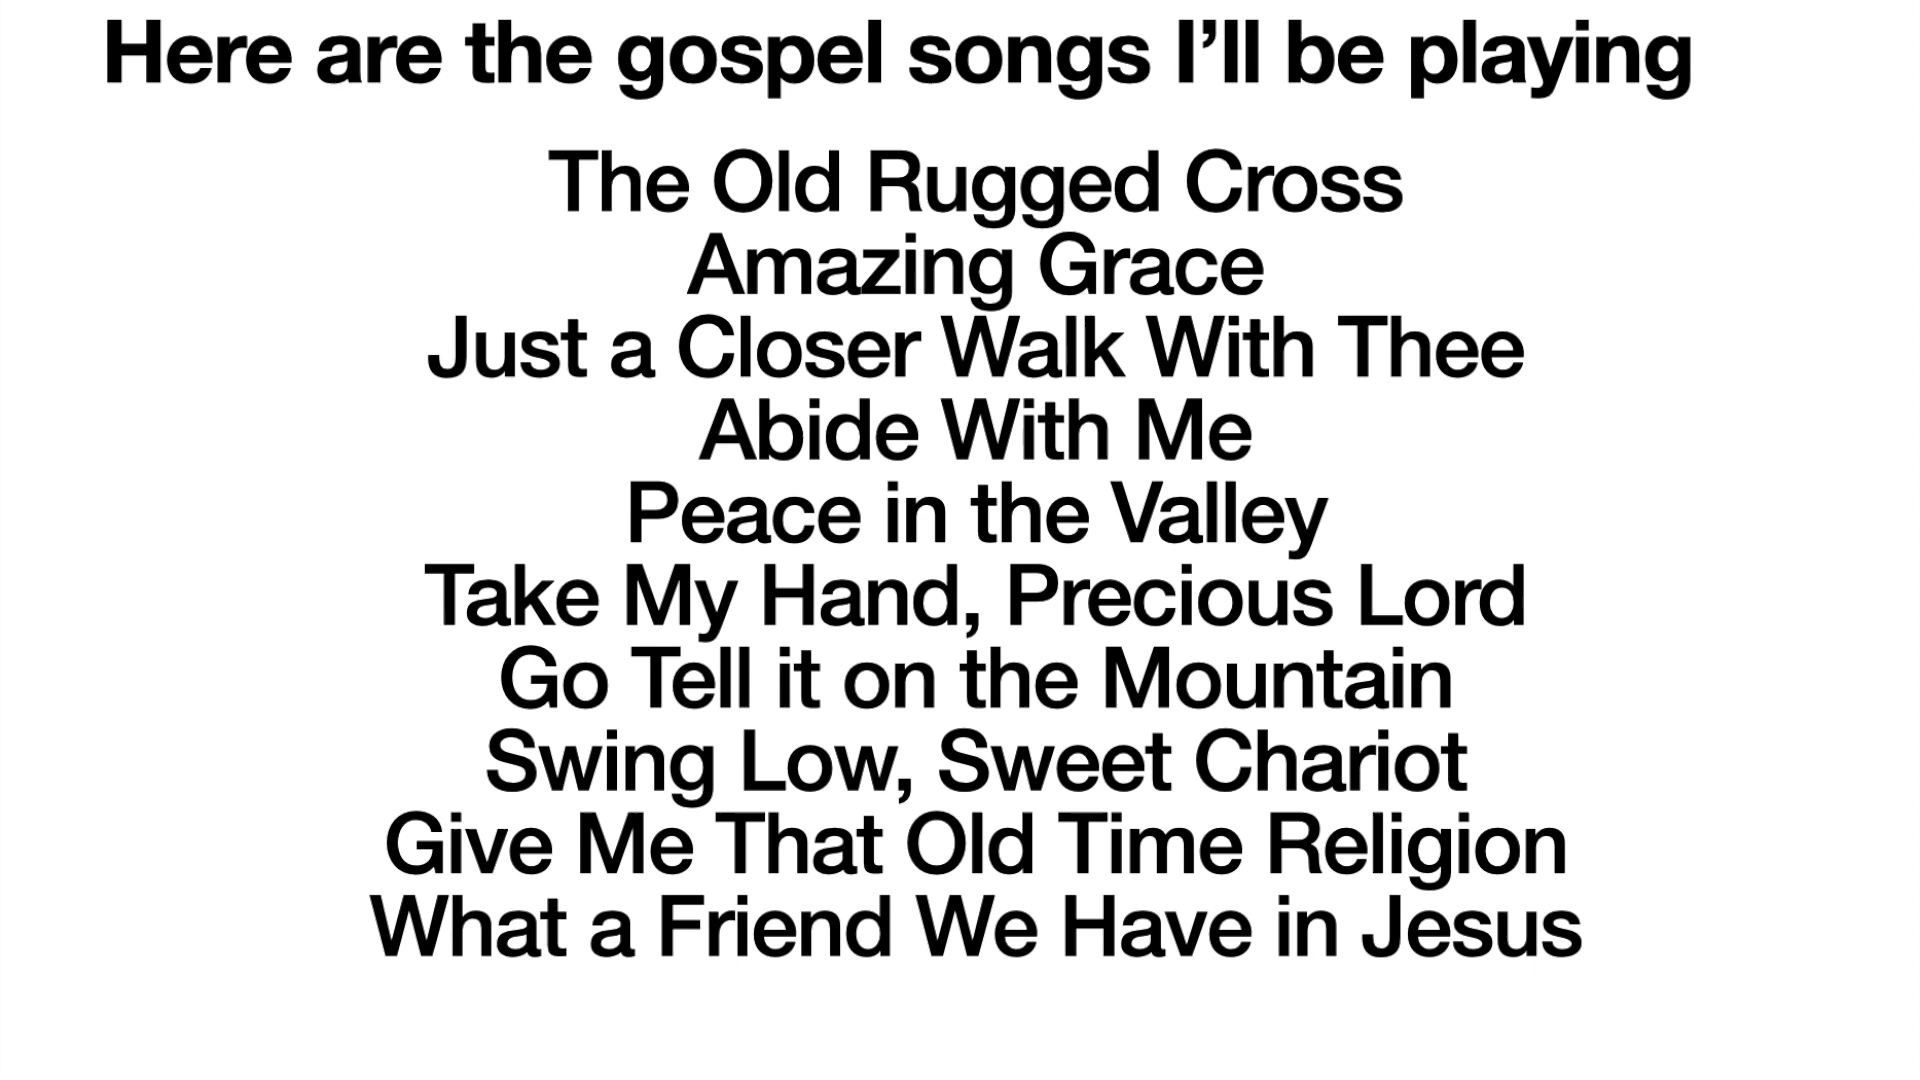 Here are the gospel songs I’ll be playing
The Old Rugged Cross
Amazing Grace
Just a Closer Walk With Thee
Abide With Me
Peace in the Valley
Take My Hand, Precious Lord
Go Tell it on the Mountain
Swing Low, Sweet Chariot
Give Me That Old Time Religion
What a Friend We Have in Jesus